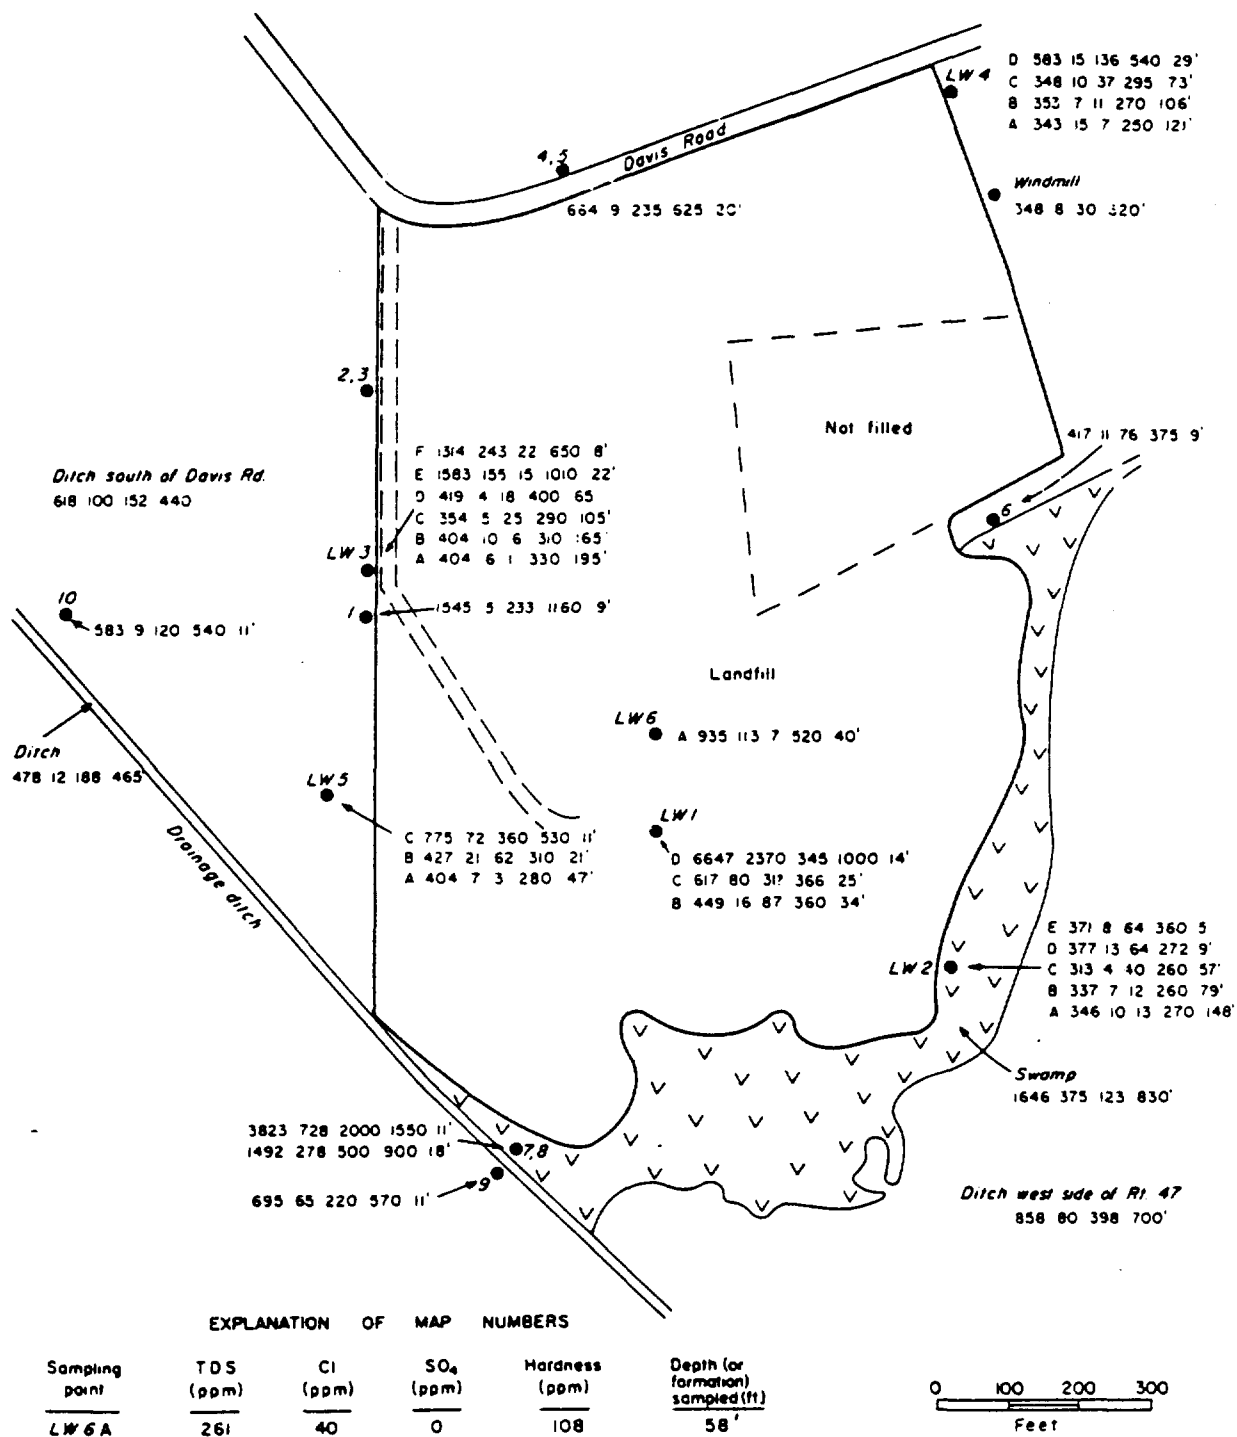 LW 4
D 583 15 136 540 29'
C 348 10 37 295 73'
B 353 7 11 270 106'
A 343 15 7 250 121'
4,5
Davis Road
Windmill
664 9 235 625 20'
348 8 30 320'
2,3
Not filled
417 11 76 375 9'
Ditch south of Davis Rd.
618 100 152 440
F 1314 243 22 650 8'
E 1583 155 15 1010 22'
D 419 4 18 400 65
C 354 5 25 290 105'
B 404 10 6 310 165'
A 404 6 1 330 195'
6
LW 3
10
1
1545 5 233 1160 9'
583 9 120 540 11'
Landfill
LW6
A 935 113 7 520 40'
Ditch
478 12 188 465
LW 5
LW1
Drainage ditch
C 775 72 360 530 11'
B 427 21 62 310 21'
A 404 7 3 280 47'
D 6647 2370 345 1000 14'
C 617 80 366 25'
B 449 16 87 360 34'
LW2
E 371 8 64 360 5
D 377 13 64 272 9'
C 313 4 40 260 57'
B 337 7 12 260 79'
A 346 10 13 270 148'
Swamp
1646 375 123 830'
3823 728 2000 1550 11'
1492 278 500 900 18'
7,8
9
695 65 220 570 11'
Ditch west side of Rt. 47
858 80 398 700'
EXPLANATION OF MAP NUMBERS
Sampling point
TDS (ppm)
Cl (ppm)
SO₄ (ppm)
Hardness (ppm)
Depth (or formation) sampled (ft)
LW 6 A 261 40 0 108 58'
0 100 200 300
Feet